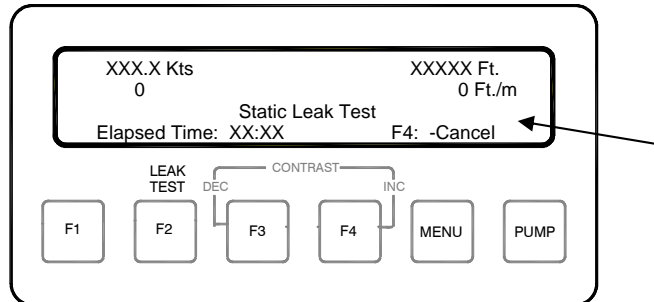 XXX.X Kts XXXXX Ft.
0 0 Ft./m
Static Leak Test
Elapsed Time: XX:XX F4: -Cancel
LEAK
TEST
CONTRAST
DEC INC
F1 F2 F3 F4 MENU PUMP